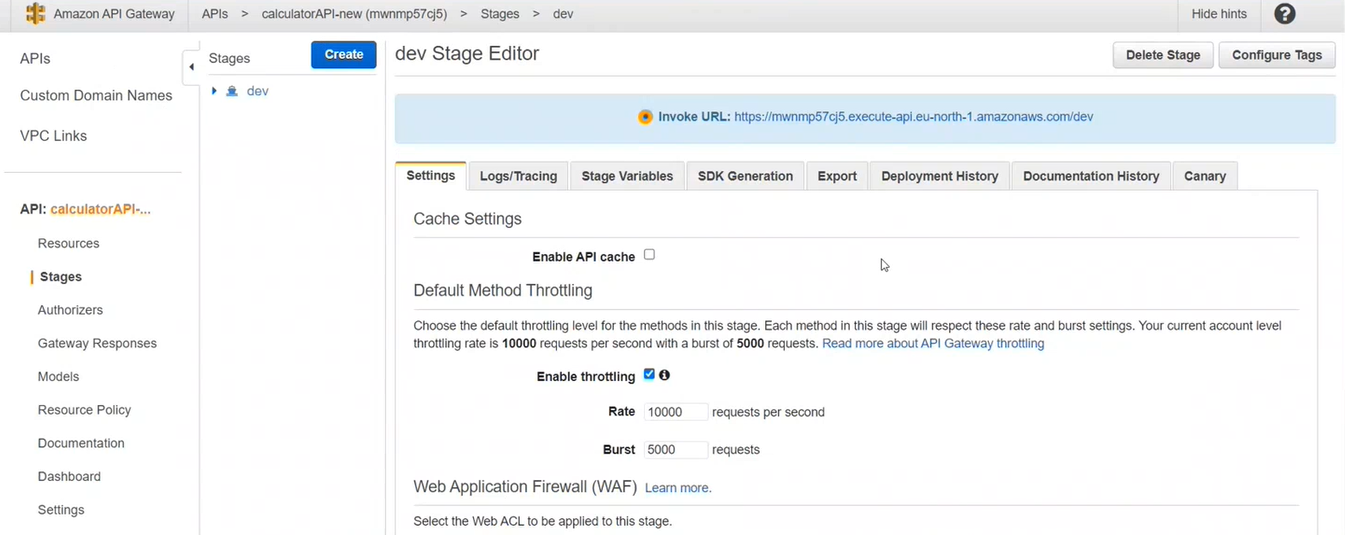 Amazon API Gateway APIs > calculatorAPI-new (mwnmp57cj5) > Stages > dev Hide hints ?
APIs
Custom Domain Names
VPC Links
API: calculatorAPI-...
Resources
Stages
Authorizers
Gateway Responses
Models
Resource Policy
Documentation
Dashboard
Settings
Stages Create
dev
dev Stage Editor Delete Stage Configure Tags
Invoke URL: https://mwnmp57cj5.execute-api.eu-north-1.amazonaws.com/dev
Settings Logs/Tracing Stage Variables SDK Generation Export Deployment History Documentation History Canary
Cache Settings
Enable API cache
Default Method Throttling
Choose the default throttling level for the methods in this stage. Each method in this stage will respect these rate and burst settings. Your current account level
throttling rate is 10000 requests per second with a burst of 5000 requests. Read more about API Gateway throttling
Enable throttling
Rate 10000 requests per second
Burst 5000 requests
Web Application Firewall (WAF) Learn more.
Select the Web ACL to be applied to this stage.